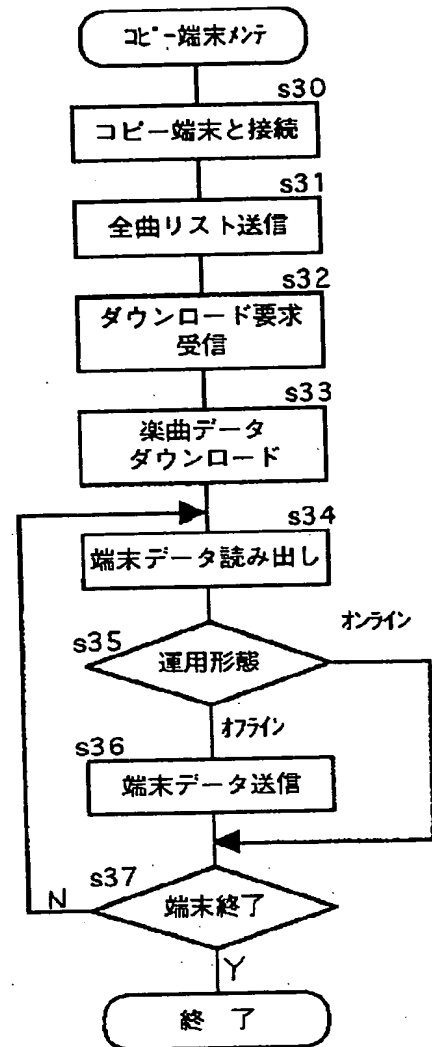 コピー端末メンテ
s30
コピー端末と接続
s31
全曲リスト送信
s32
ダウンロード要求
受信
s33
楽曲データ
ダウンロード
s34
端末データ読み出し
s35
運用形態
オンライン
オフライン
s36
端末データ送信
s37
端末終了
N
Y
終 了